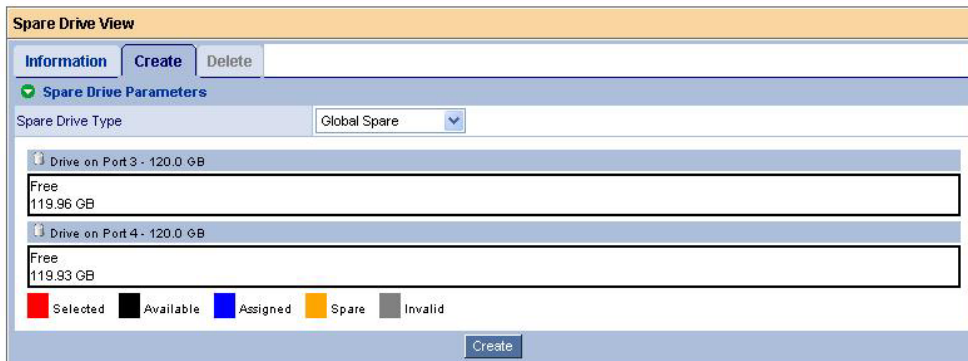 Spare Drive View
Information Create Delete
Spare Drive Parameters
Spare Drive Type Global Spare
Drive on Port 3 - 120.0 GB
Free
119.96 GB
Drive on Port 4 - 120.0 GB
Free
119.93 GB
Selected Available Assigned Spare Invalid
Create